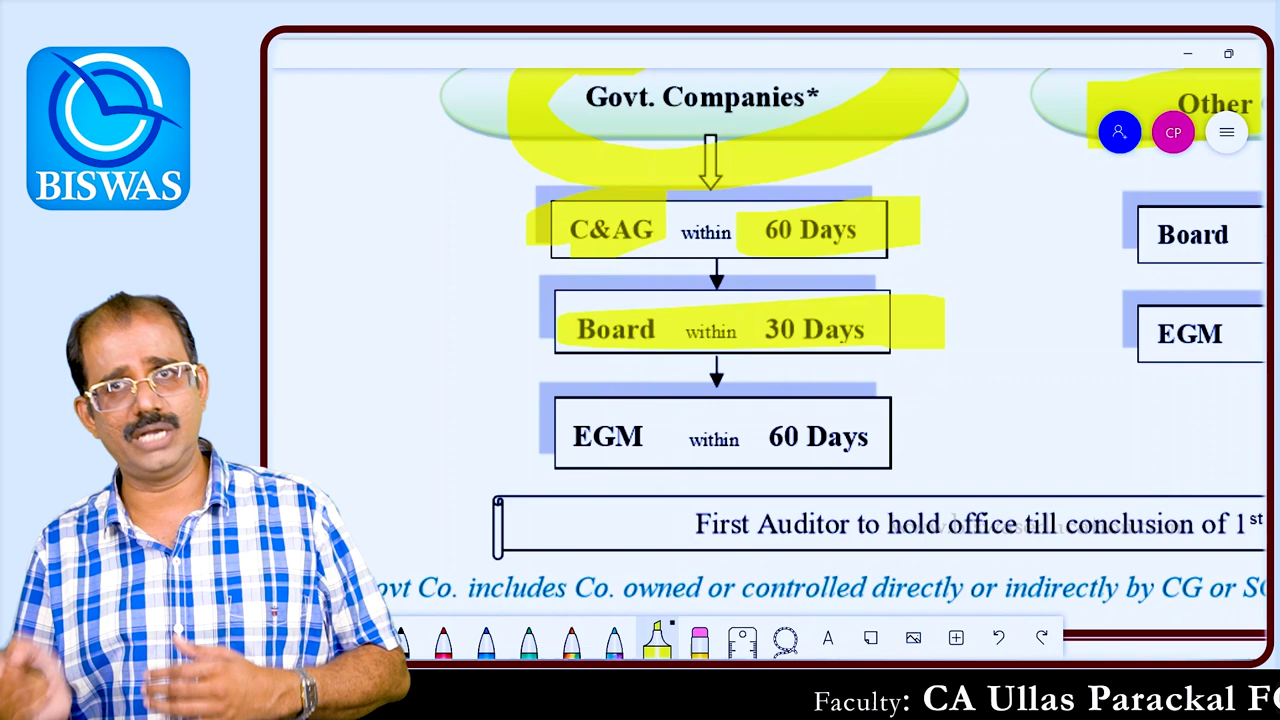 BISWAS
Govt. Companies*
Other
CP
C&AG within 60 Days
Board within 30 Days
EGM within 60 Days
Board
EGM
First Auditor to hold office till conclusion of 1st
ovt Co. includes Co. owned or controlled directly or indirectly by CG or S
A
Faculty: CA Ullas Parackal F